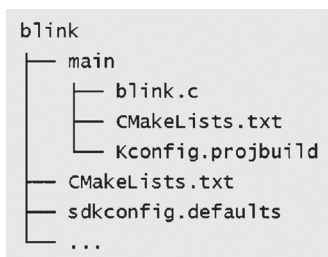 blink
├── main
│   ├── blink.c
│   ├── CMakeLists.txt
│   └── Kconfig.projbuild
├── CMakeLists.txt
├── sdkconfig.defaults
└── ...